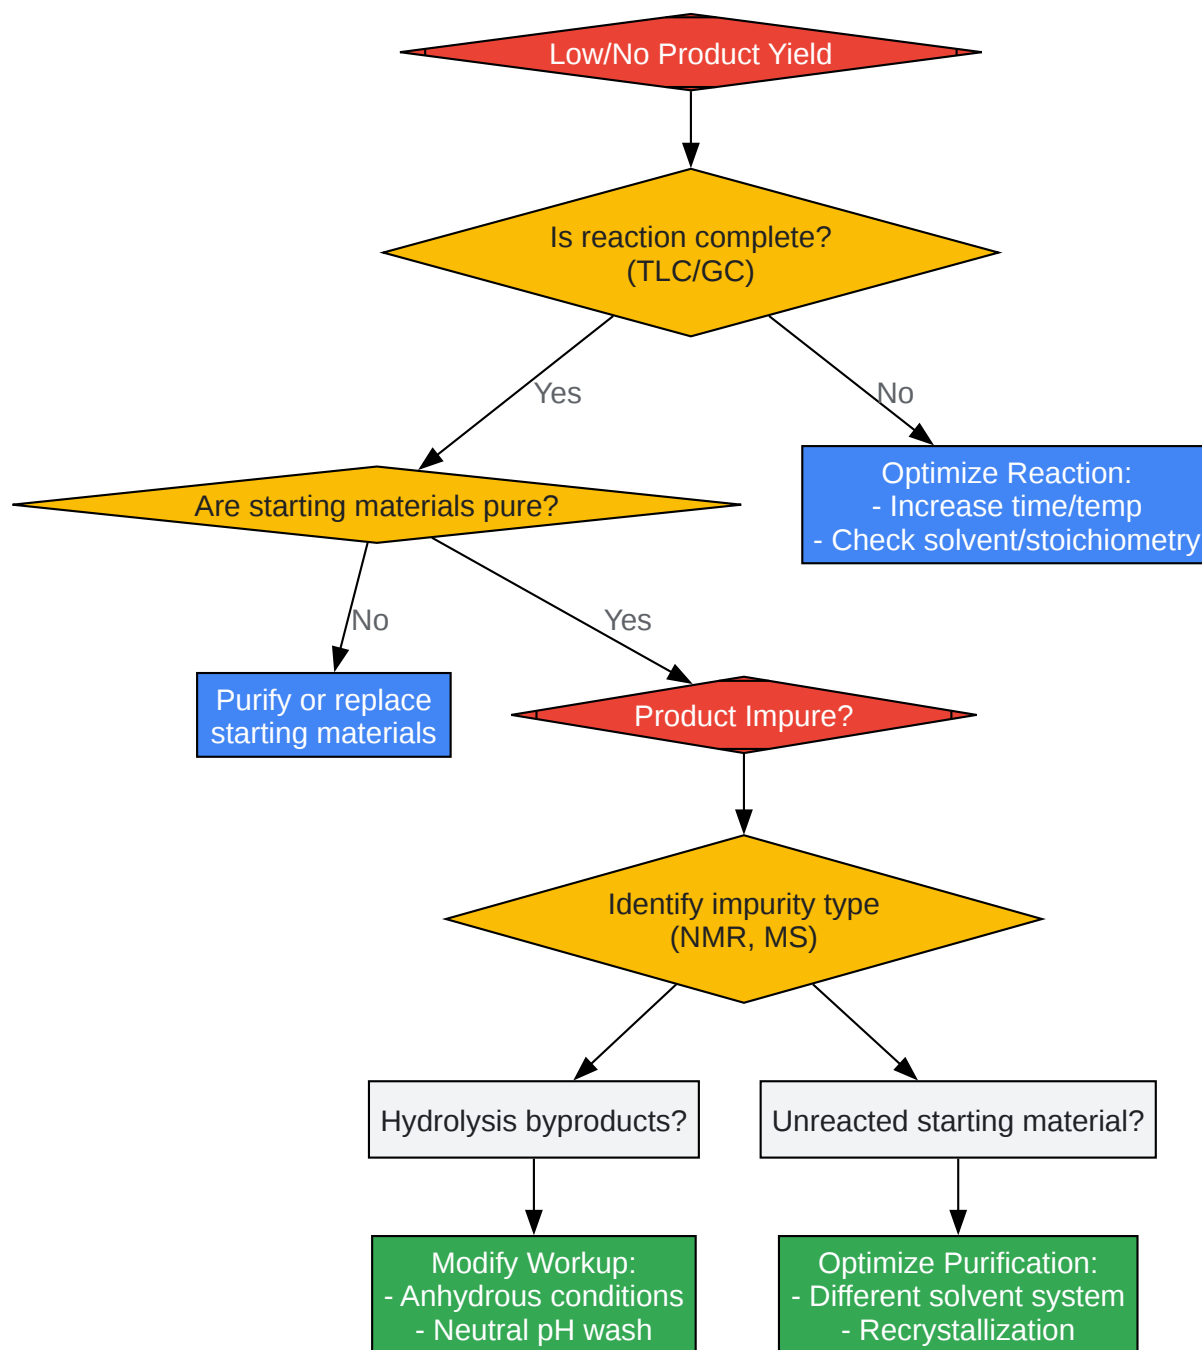 Low/No Product Yield
Is reaction complete?
(TLC/GC)
Yes
No
Optimize Reaction:
- Increase time/temp
- Check solvent/stoichiometry
Are starting materials pure?
No
Yes
Purify or replace
starting materials
Product Impure?
Identify impurity type
(NMR, MS)
Hydrolysis byproducts?
Unreacted starting material?
Modify Workup:
- Anhydrous conditions
- Neutral pH wash
Optimize Purification:
- Different solvent system
- Recrystallization